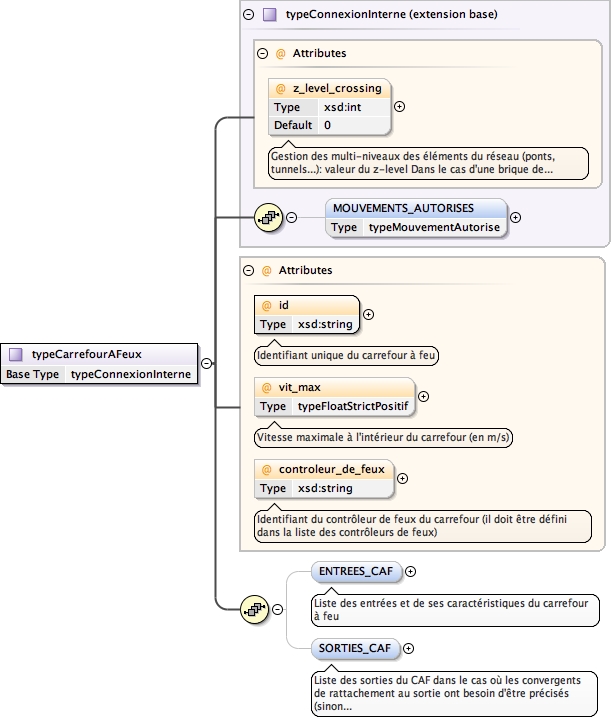 typeConnexionInterne (extension base)
@ Attributes
@ z_level_crossing
Type xsd:int
Default 0
Gestion des multi-niveaux des éléments du réseau (ponts,
tunnels...): valeur du z-level Dans le cas d'une brique de...
MOUVEMENTS_AUTORISES
Type typeMouvementAutorise
@ Attributes
@ id
Type xsd:string
Identifiant unique du carrefour à feu
typeCarrefourAFeux
Base Type typeConnexionInterne
@ vit_max
Type typeFloatStrictPositif
Vitesse maximale à l'intérieur du carrefour (en m/s)
@ controleur_de_feux
Type xsd:string
Identifiant du contrôleur de feux du carrefour (il doit être défini
dans la liste des contrôleurs de feux)
ENTREES_CAF
Liste des entrées et de ses caractéristiques du carrefour
à feu
SORTIES_CAF
Liste des sorties du CAF dans le cas où les convergents
de rattachement au sortie ont besoin d'être précisés
(sinon...